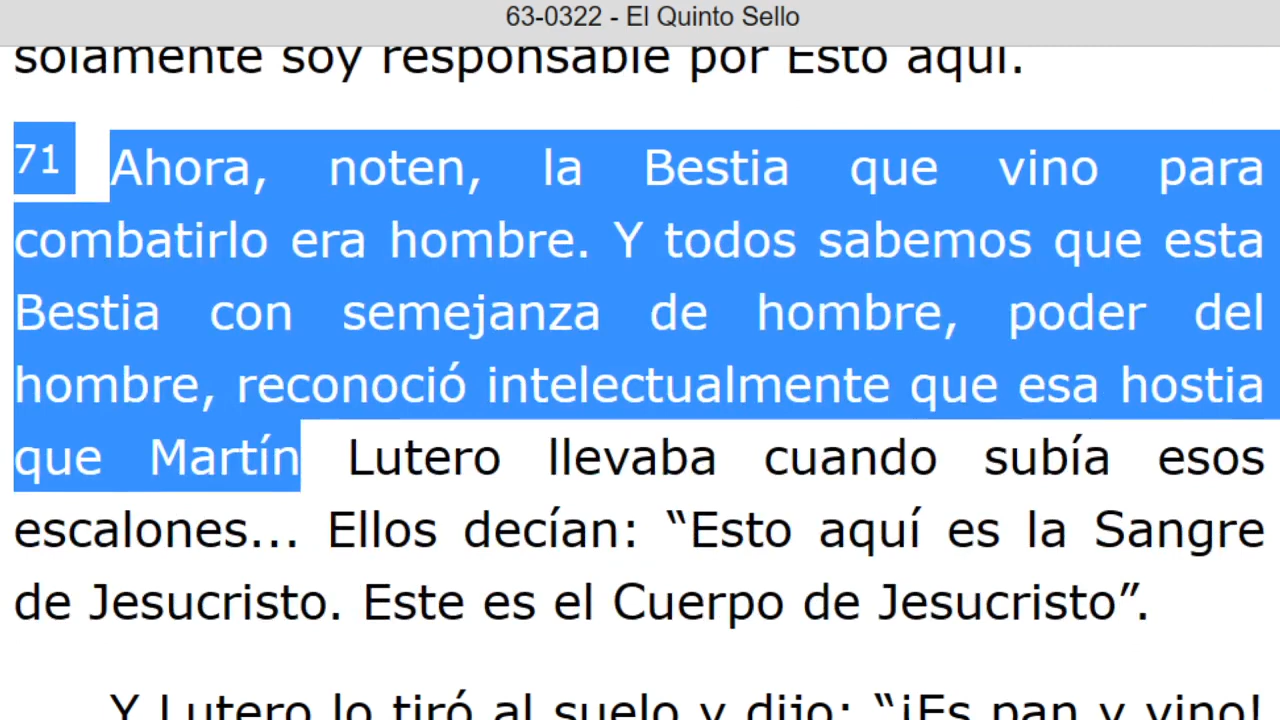 63-0322 - El Quinto Sello
solamente soy responsable por Esto aquí.
71 Ahora, noten, la Bestia que vino para
combatirlo era hombre. Y todos sabemos que esta
Bestia con semejanza de hombre, poder del
hombre, reconoció intelectualmente que esa hostia
que Martín Lutero llevaba cuando subía esos
escalones... Ellos decían: “Esto aquí es la Sangre
de Jesucristo. Este es el Cuerpo de Jesucristo”.
Y Lutero lo tiró al suelo y dijo: “¡Es pan y vino!